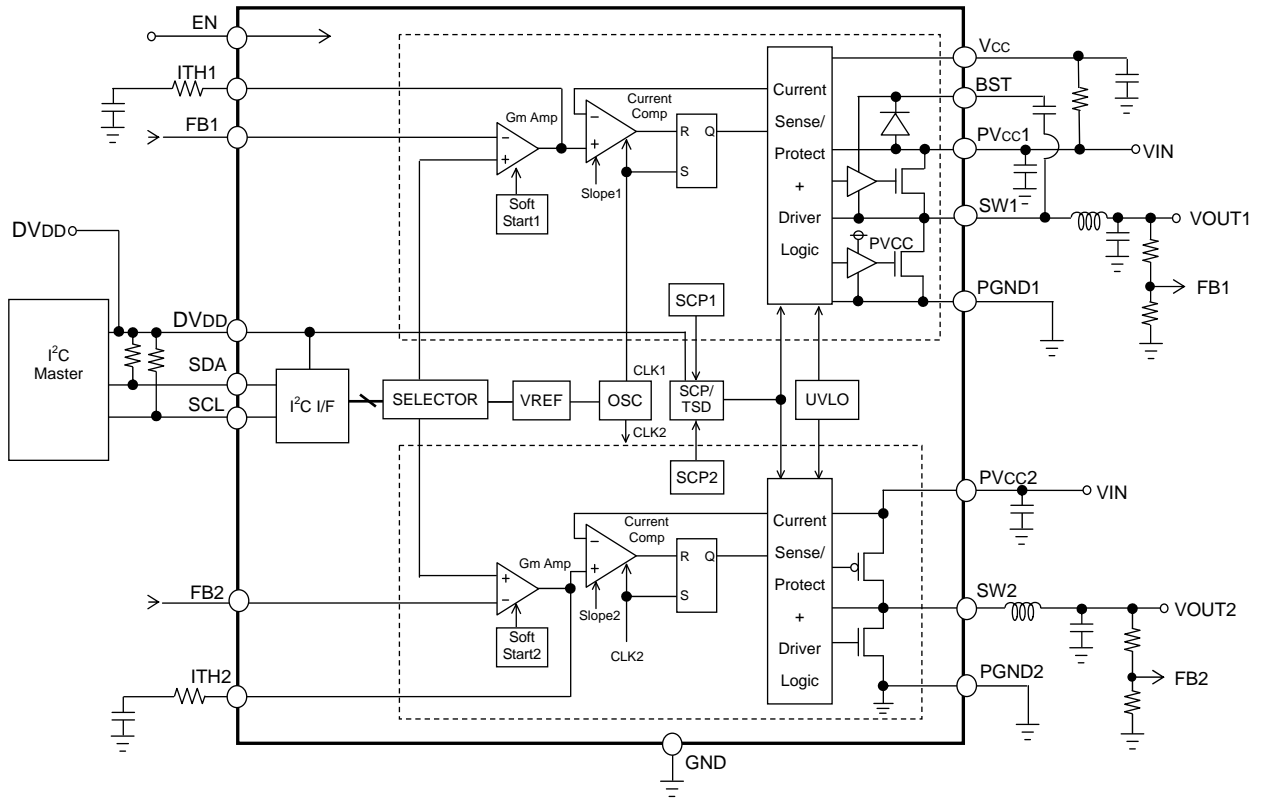 EN
ITH1
FB1
Gm Amp
Soft
Start1
Current
Comp
Slope1
R
Q
S
Current
Sense/
Protect
+
Driver
Logic
PVCC
VCC
BST
PVCC1
VIN
SW1
VOUT1
FB1
PGND1
DVDD
I2C
Master
DVDD
SDA
SCL
I2C I/F
SELECTOR
VREF
OSC
CLK1
CLK2
SCP1
SCP/
TSD
SCP2
UVLO
FB2
ITH2
Gm Amp
Soft
Start2
Current
Comp
Slope2
CLK2
R
Q
S
Current
Sense/
Protect
+
Driver
Logic
PVCC2
VIN
SW2
VOUT2
FB2
PGND2
GND